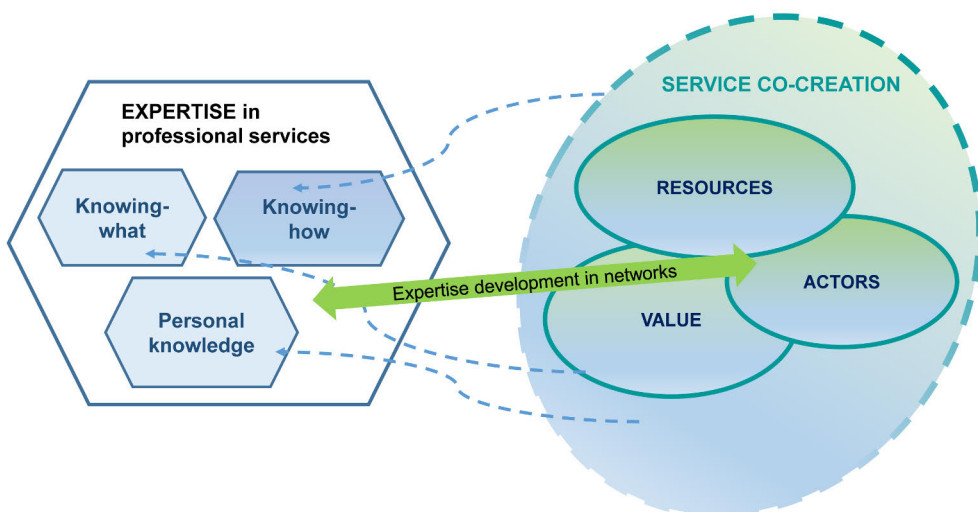 EXPERTISE in
professional services
Knowing-
what
Knowing-
how
Personal
knowledge
Expertise development in networks
SERVICE CO-CREATION
RESOURCES
ACTORS
VALUE